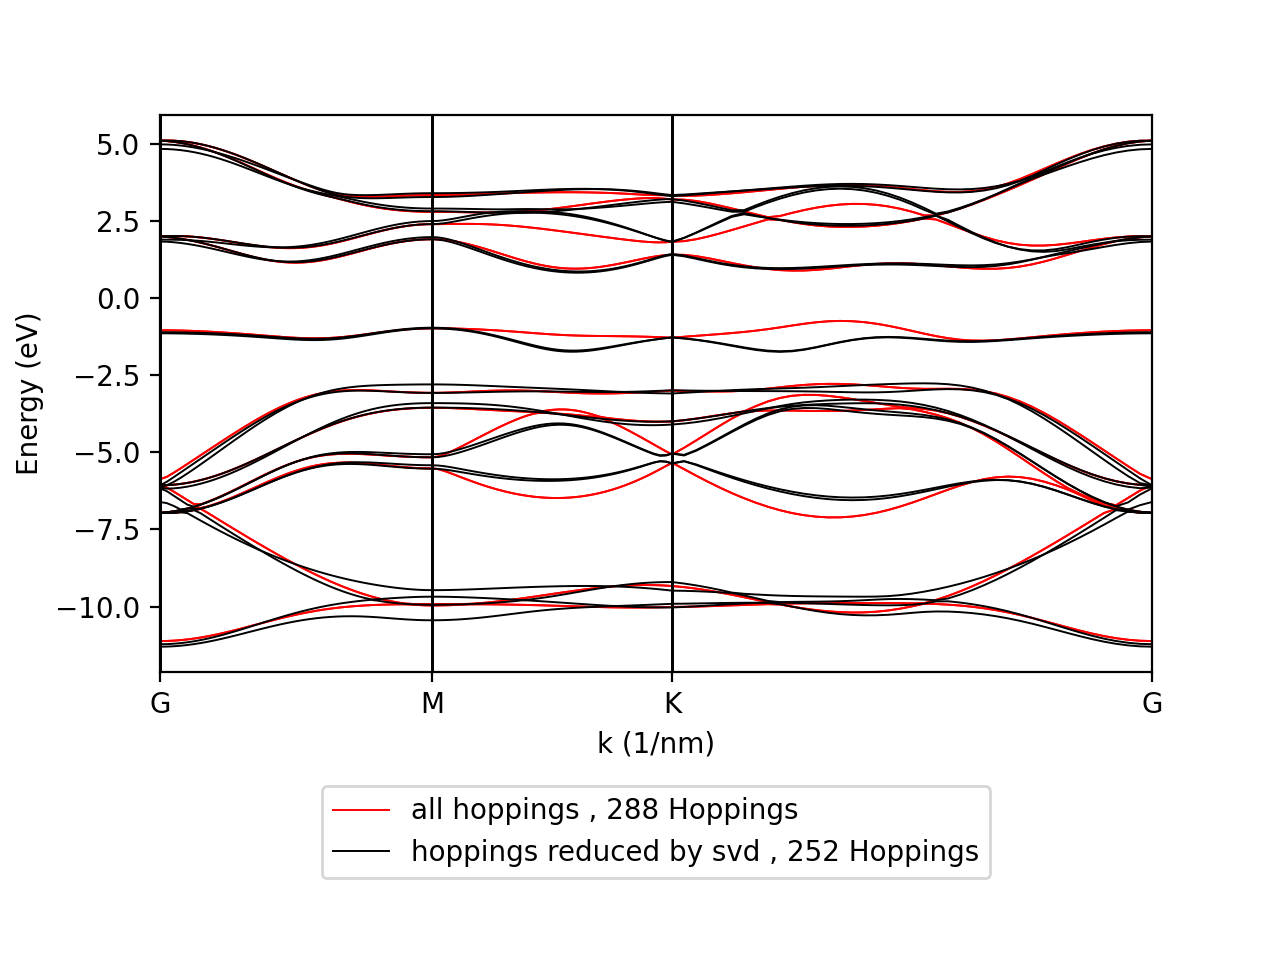 5.0
2.5
0.0
−2.5
−5.0
−7.5
−10.0
Energy (eV)
G M K G
k (1/nm)
all hoppings , 288 Hoppings
hoppings reduced by svd , 252 Hoppings